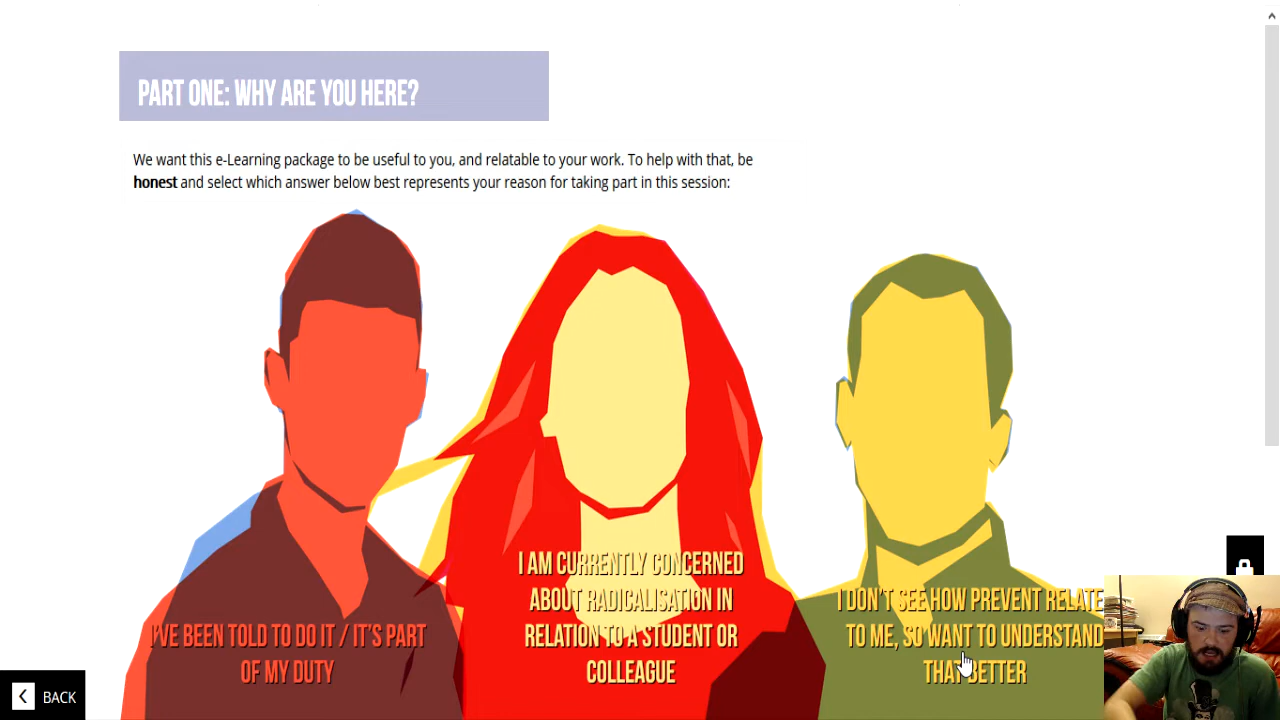 PART ONE: WHY ARE YOU HERE?
We want this e-Learning package to be useful to you, and relatable to your work. To help with that, be
honest and select which answer below best represents your reason for taking part in this session:
I'VE BEEN TOLD TO DO IT / IT'S PART
OF MY DUTY
I AM CURRENTLY CONCERNED
ABOUT RADICALISATION IN
RELATION TO A STUDENT OR
COLLEAGUE
I DON'T SEE HOW PREVENT RELATE
TO ME, SO WANT TO UNDERSTAND
THAT BETTER
BACK